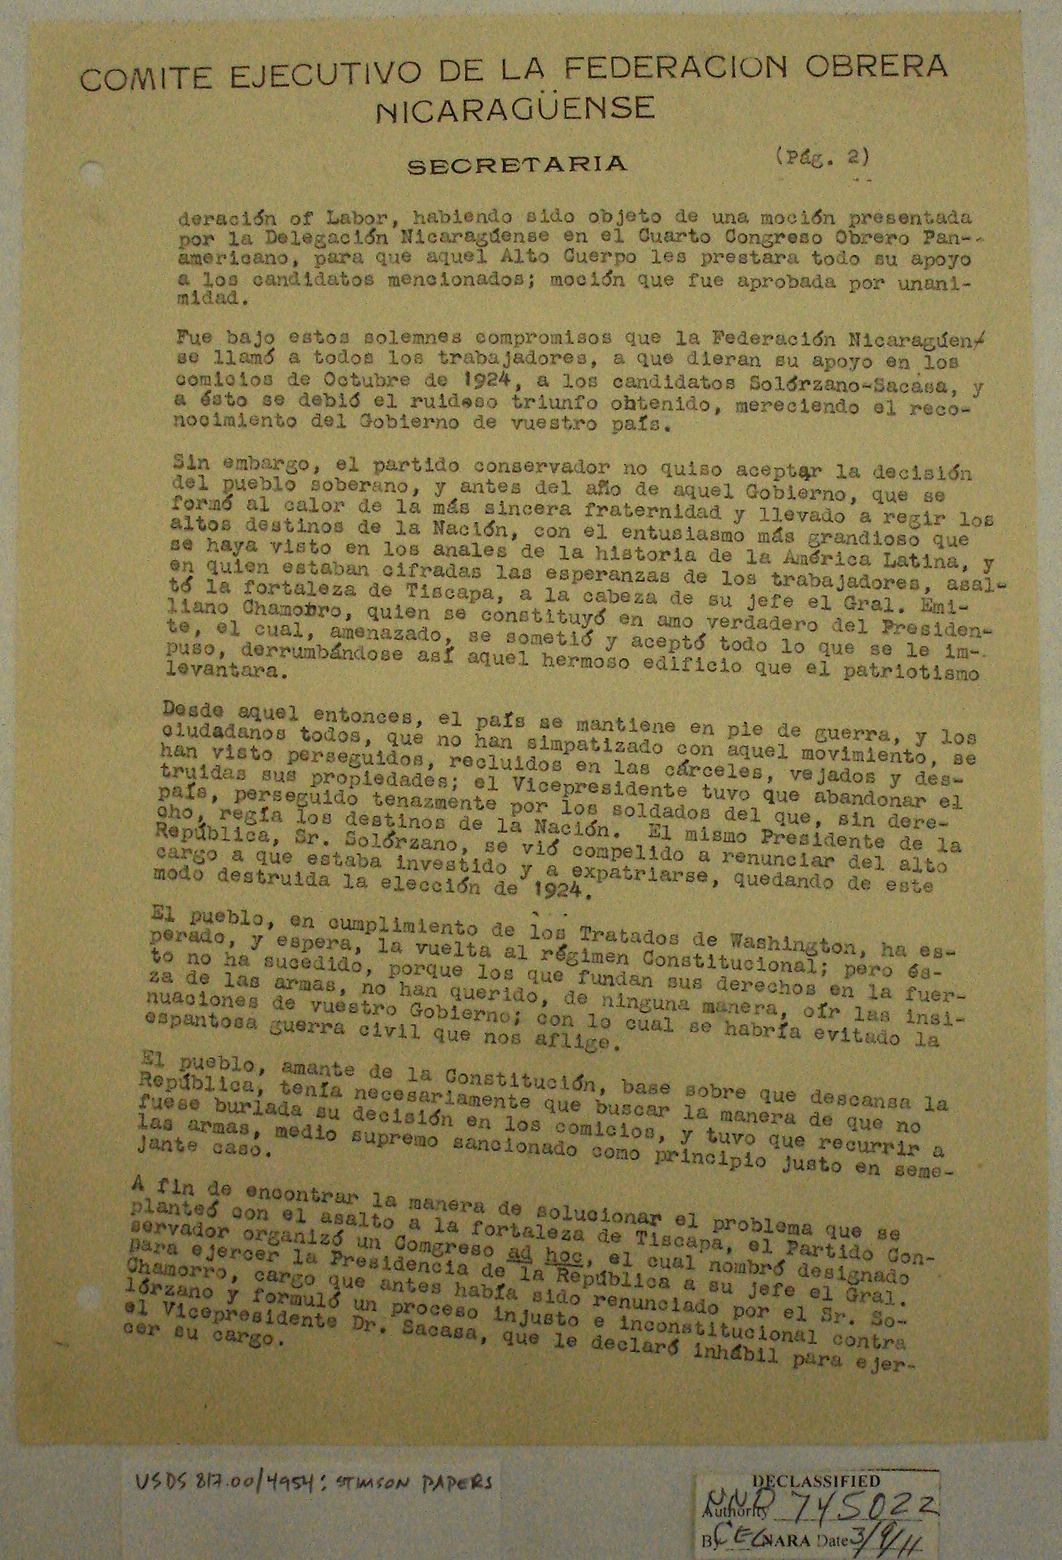 COMITE EJECUTIVO DE LA FEDERACION OBRERA
NICARAGÜENSE
SECRETARIA
(Pág. 2)
deración of Labor, habiendo sido objeto de una moción presentada
por la Delegación Nicaragúense en el Cuarto Congreso Obrero Pan-
americano, para que aquel Alto Cuerpo les prestara todo su apoyo
a los candidatos mencionados; moción que fue aprobada por unani-
midad.
Fue bajo estos solemnes compromisos que la Federación Nicaragúen/
se llamó a todos los trabajadores, a que dieran su apoyo en los
comicios de Octubre de 1924, a los candidatos Solórzano-Sacasa, y
a ésto se debió el ruidoso triunfo obtenido, mereciendo el reco-
nocimiento del Gobierno de vuestro país.
Sin embargo, el partido conservador no quiso aceptar la decisión
del pueblo soberano, y antes del año de aquel Gobierno, que se
formó al calor de la más sincera fraternidad y llevado a regir los
altos destinos de la Nación, con el entusiasmo más grandioso que
se haya visto en los anales de la historia de la América Latina, y
en quien estaban cifradas las esperanzas de los trabajadores, asal-
tó la fortaleza de Tiscapa, a la cabeza de su jefe el Gral. Emi-
liano Chamorro, quien se constituyó en amo verdadero del Presiden-
te, el cual, amenazado, se sometió y aceptó todo lo que se le im-
puso, derrumbándose así aquel hermoso edificio que el patriotismo
levantara.
Desde aquel entonces, el país se mantiene en pie de guerra, y los
ciudadanos todos, que no han simpatizado con aquel movimiento, se
han visto perseguidos, recluidos en las cárceles, vejados y des-
truidas sus propiedades; el Vicepresidente tuvo que abandonar el
país, perseguido tenazmente por los soldados del que, sin dere-
cho, regía los destinos de la Nación. El mismo Presidente de la
República, Sr. Solórzano, se vió compelido a renunciar del alto
cargo a que estaba investido y a expatriarse, quedando de este
modo destruida la elección de 1924.
El pueblo, en cumplimiento de los Tratados de Washington, ha es-
perado, y espera, la vuelta al régimen Constitucional; pero és-
to no ha sucedido, porque los que fundan sus derechos en la fuer-
za de las armas, no han querido, de ninguna manera, oír las insi-
nuaciones de vuestro Gobierno; con lo cual se habría evitado la
espantosa guerra civil que nos aflige.
El pueblo, amante de la Constitución, base sobre que descansa la
República, tenía necesariamente que buscar la manera de que no
fuese burlada su decisión en los comicios, y tuvo que recurrir a
las armas, medio supremo sancionado como principio justo en seme-
jante caso.
A fin de encontrar la manera de solucionar el problema que se
planteó con el asalto a la fortaleza de Tiscapa, el Partido Con-
servador organizó un Comgreso ad hoc, el cual nombró designado
para ejercer la Presidencia de la República a su jefe el Gral.
Chamorro, cargo que antes había sido renunciado por el Sr. So-
lórzano y formuló un proceso injusto e inconstitucional contra
el Vicepresidente Dr. Sacasa, que le declaró inhábil para ejer-
cer su cargo.
USDS 817.00/4954: STIMSON PAPERS
DECLASSIFIED
Authority NND 745022
By CEC NARA Date 3/9/11